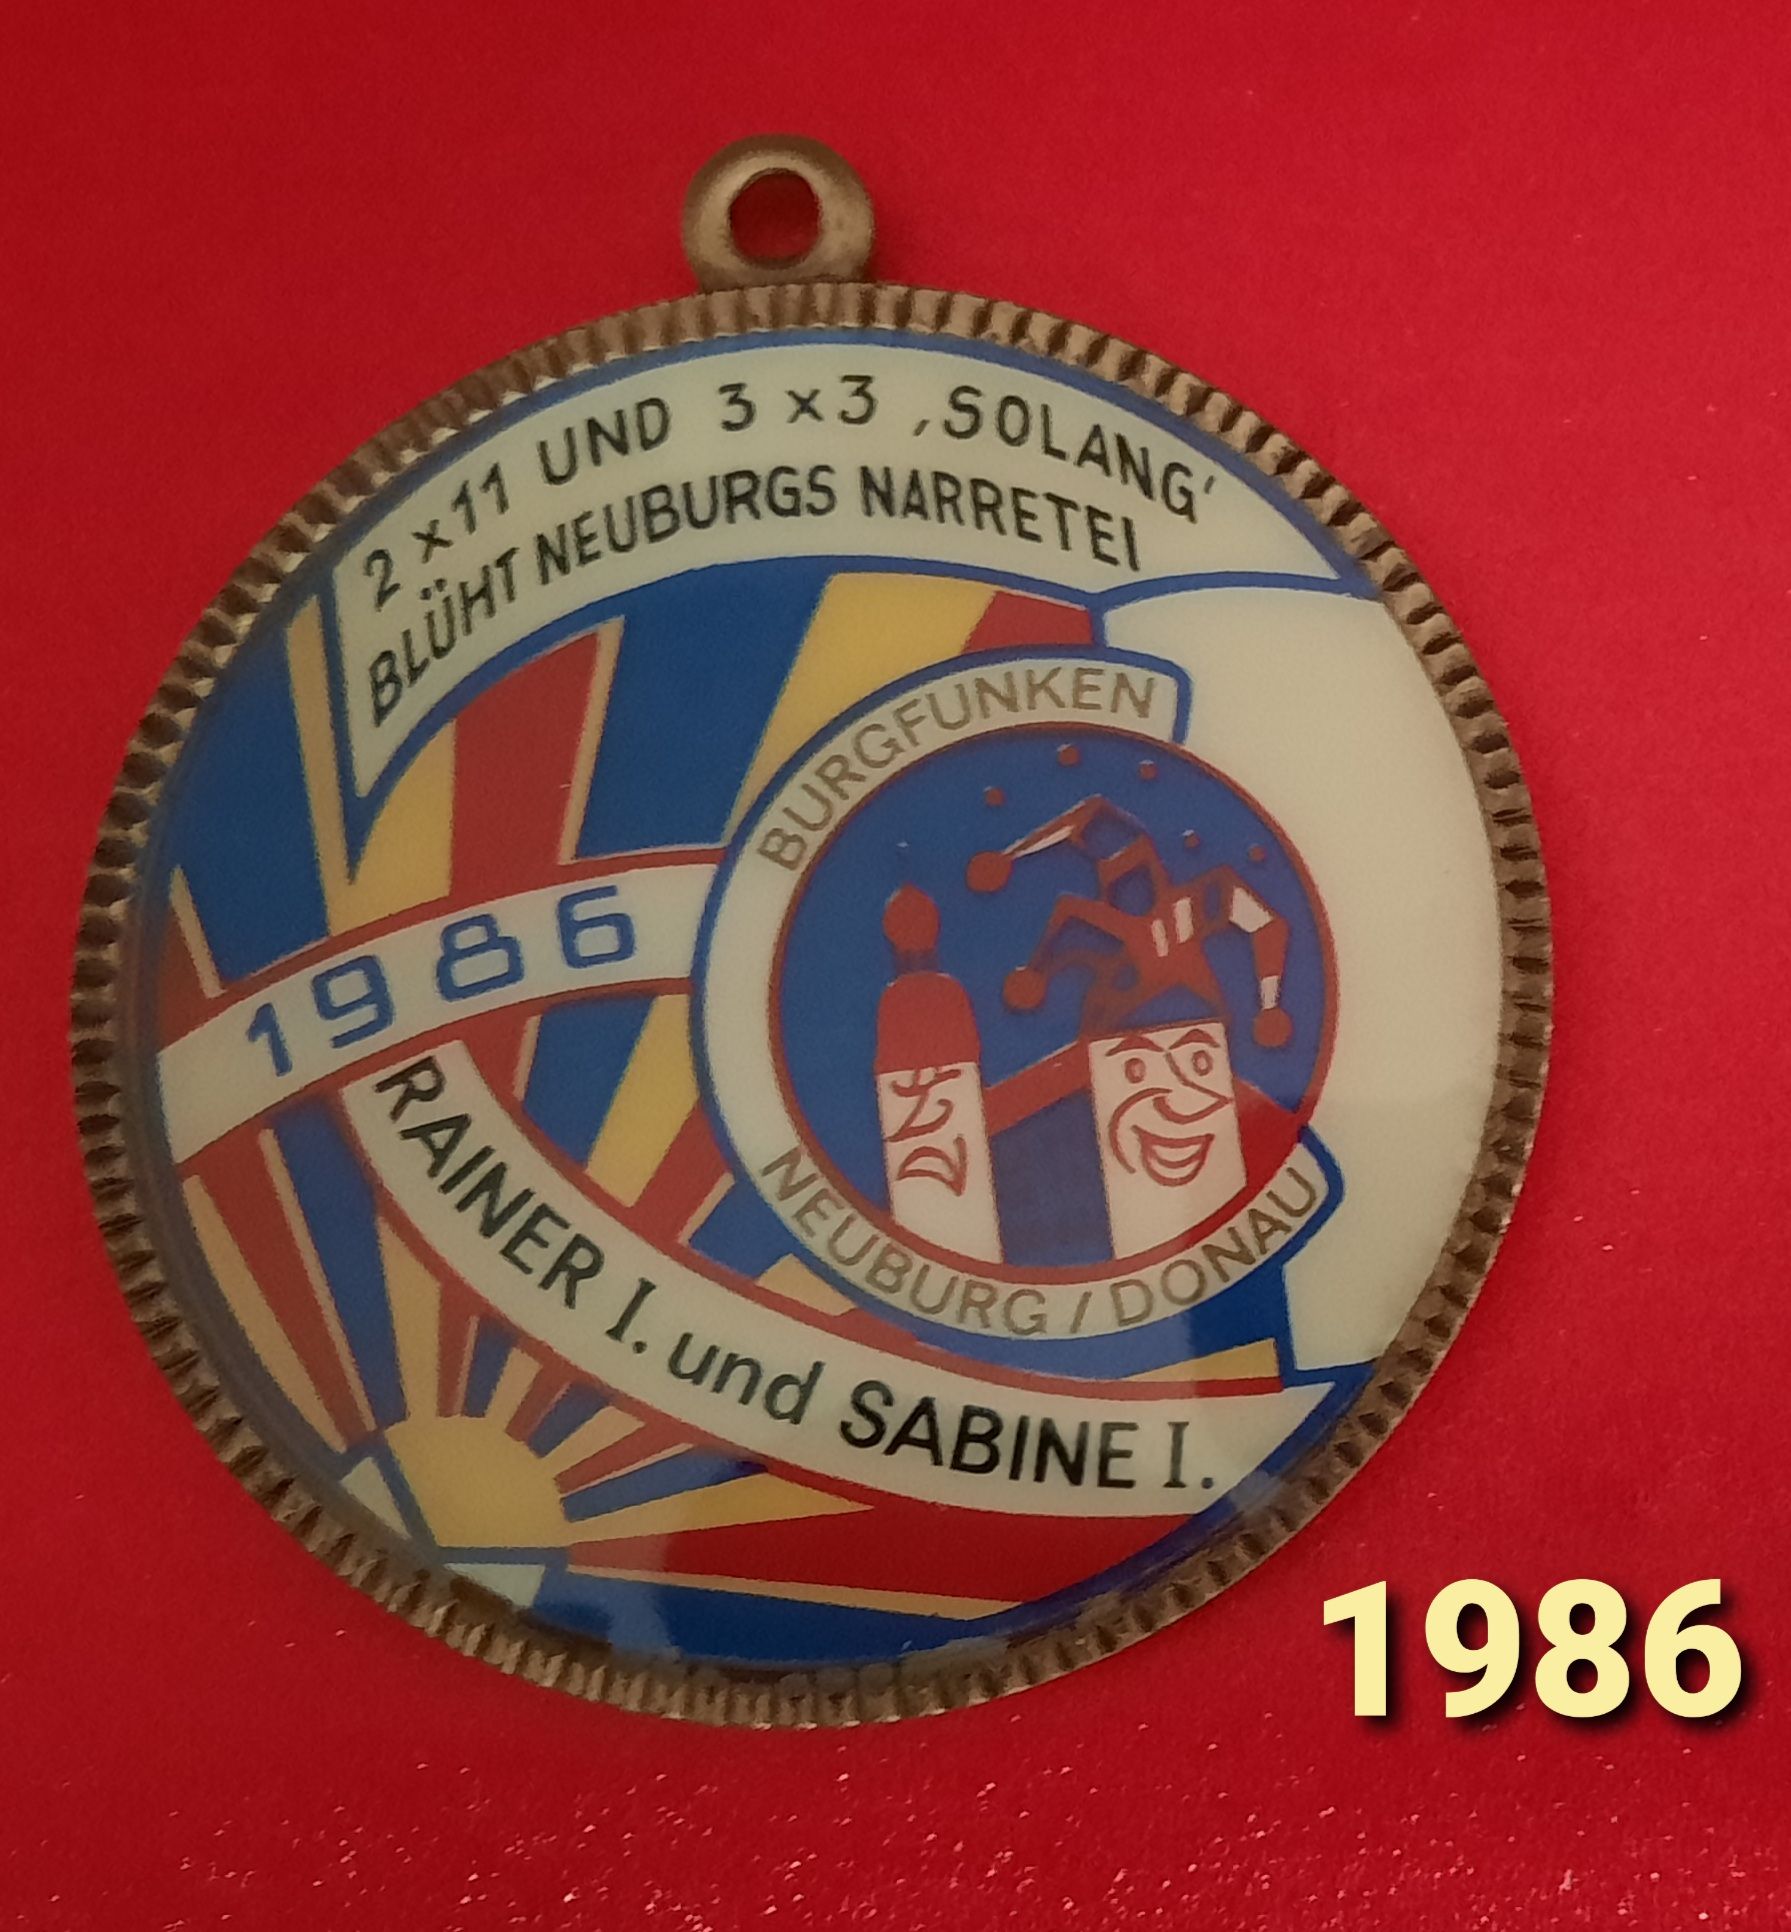 2 x 11 UND 3 x 3 ‚SOLANG'
BLÜHT NEUBURGS NARRETEI
BURGFUNKEN
1986
NEUBURG / DONAU
RAINER I. und SABINE I.
1986